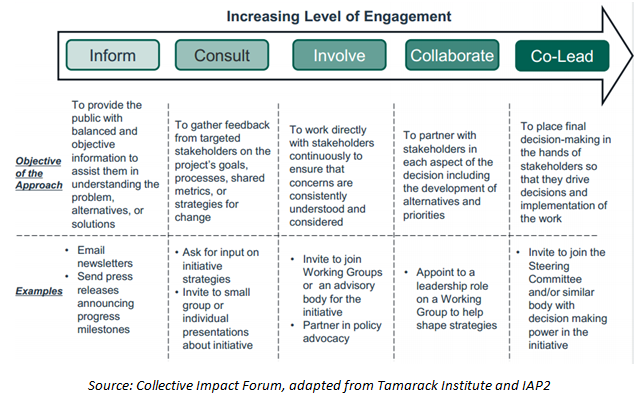 Increasing Level of Engagement
Inform
Consult
Involve
Collaborate
Co-Lead
Objective
of the
Approach
To provide the
public with
balanced and
objective
information to
assist them in
understanding the
problem,
alternatives, or
solutions
To gather feedback
from targeted
stakeholders on the
project's goals,
processes, shared
metrics, or
strategies for
change
To work directly
with stakeholders
continuously to
ensure that
concerns are
consistently
understood and
considered
To partner with
stakeholders in
each aspect of the
decision including
the development of
alternatives and
priorities
To place final
decision-making in
the hands of
stakeholders so
that they drive
decisions and
implementation of
the work
Examples
• Email
newsletters
• Send press
releases
announcing
progress
milestones
• Ask for input on
initiative
strategies
• Invite to small
group or
individual
presentations
about initiative
• Invite to join
Working Groups
or an advisory
body for the
initiative
• Partner in policy
advocacy
• Appoint to a
leadership role
on a Working
Group to help
shape strategies
• Invite to join the
Steering
Committee
and/or similar
body with
decision making
power in the
initiative
Source: Collective Impact Forum, adapted from Tamarack Institute and IAP2